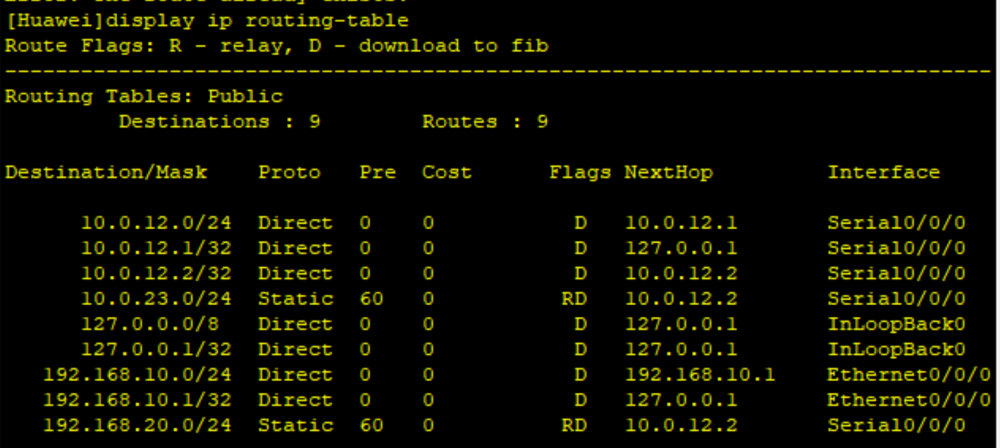 [Huawei]display ip routing-table
Route Flags: R - relay, D - download to fib
------------------------------------------------------------------------------
Routing Tables: Public
         Destinations : 9        Routes : 9

Destination/Mask    Proto   Pre  Cost      Flags NextHop         Interface

      10.0.12.0/24  Direct  0    0           D   10.0.12.1       Serial0/0/0
      10.0.12.1/32  Direct  0    0           D   127.0.0.1       Serial0/0/0
      10.0.12.2/32  Direct  0    0           D   10.0.12.2       Serial0/0/0
      10.0.23.0/24  Static  60   0          RD   10.0.12.2       Serial0/0/0
      127.0.0.0/8   Direct  0    0           D   127.0.0.1       InLoopBack0
      127.0.0.1/32  Direct  0    0           D   127.0.0.1       InLoopBack0
   192.168.10.0/24  Direct  0    0           D   192.168.10.1    Ethernet0/0/0
   192.168.10.1/32  Direct  0    0           D   127.0.0.1       Ethernet0/0/0
   192.168.20.0/24  Static  60   0          RD   10.0.12.2       Serial0/0/0